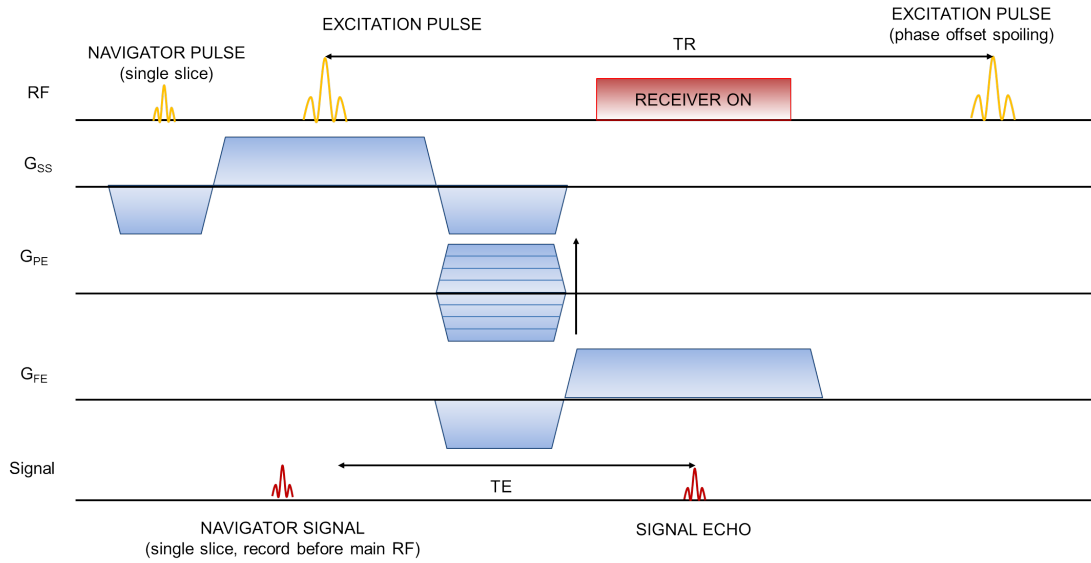 EXCITATION PULSE
EXCITATION PULSE
(phase offset spoiling)
NAVIGATOR PULSE
(single slice)
TR
RF
RECEIVER ON
GSS
GPE
GFE
Signal
TE
NAVIGATOR SIGNAL
(single slice, record before main RF)
SIGNAL ECHO